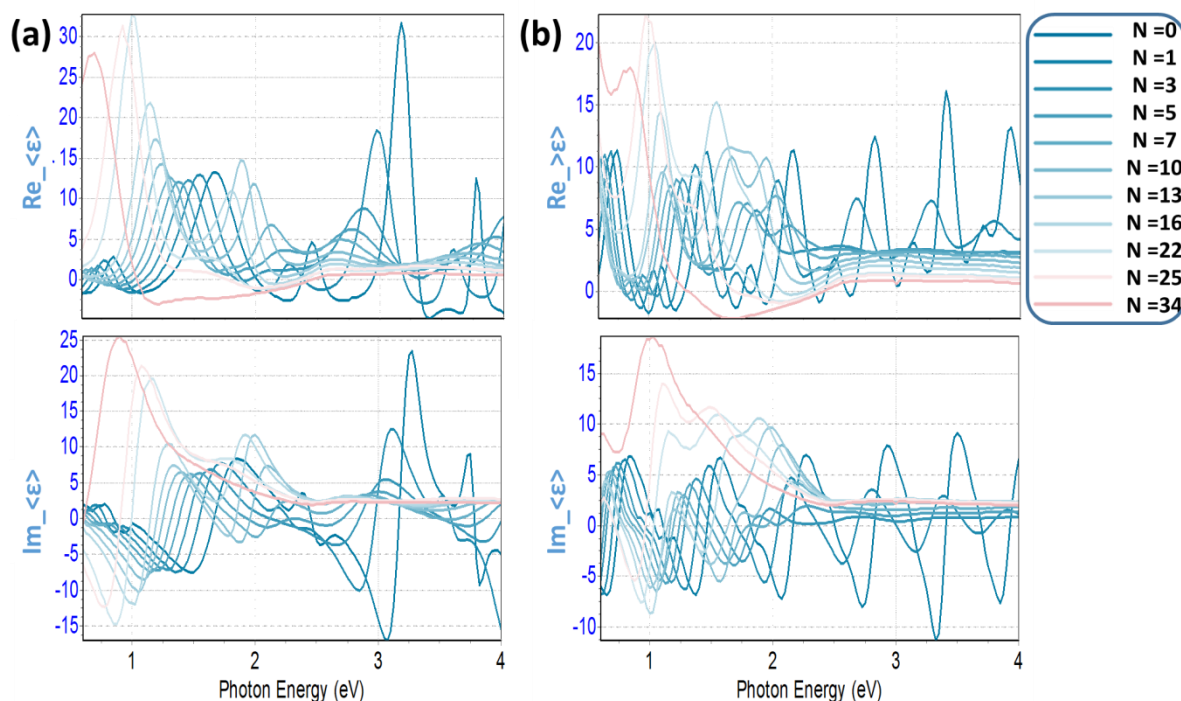 (a)
(b)
30
25
20
15
10
5
0
Re_<ε>
20
15
10
5
0
Re_>ε>
N =0
N =1
N =3
N =5
N =7
N =10
N =13
N =16
N =22
N =25
N =34
25
20
15
10
5
0
-5
-10
-15
Im_<ε>
1
2
3
4
Photon Energy (eV)
15
10
5
0
-5
-10
Im_<ε>
1
2
3
4
Photon Energy (eV)